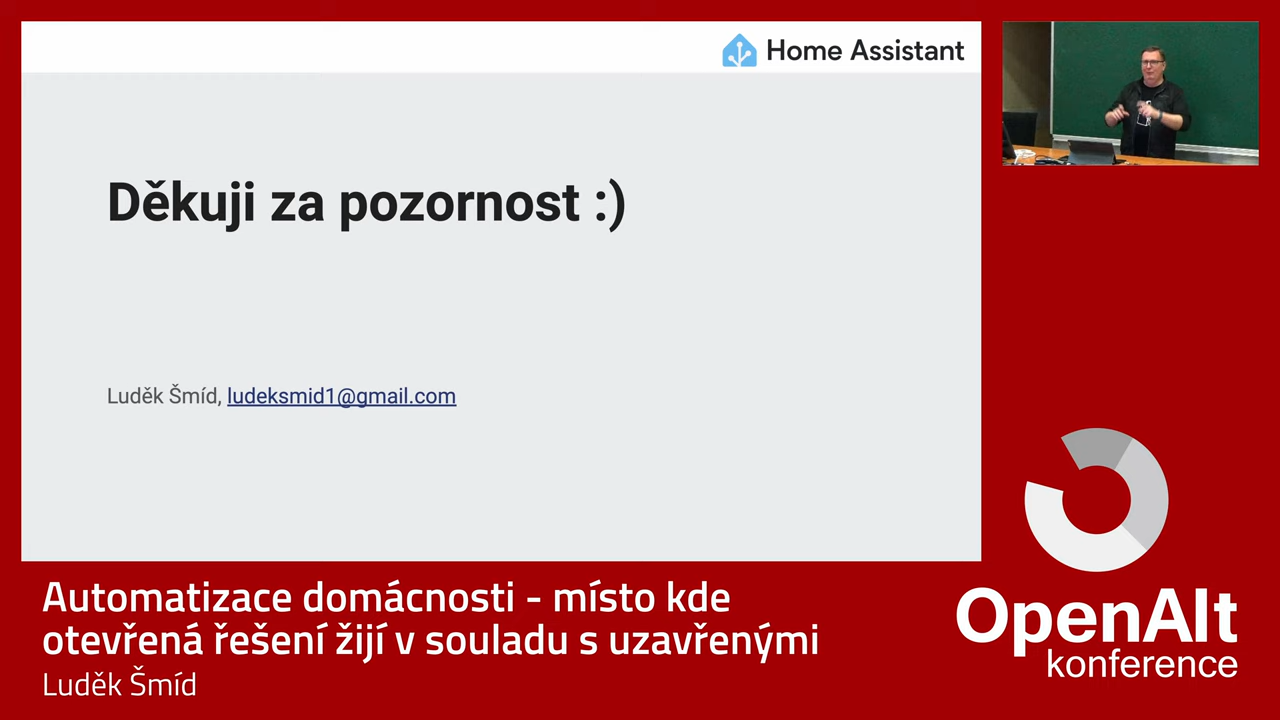 Home Assistant
Děkuji za pozornost :)
Luděk Šmíd, ludeksmid1@gmail.com
Automatizace domácnosti - místo kde
otevřená řešení žijí v souladu s uzavřenými
Luděk Šmíd
OpenAlt
konference